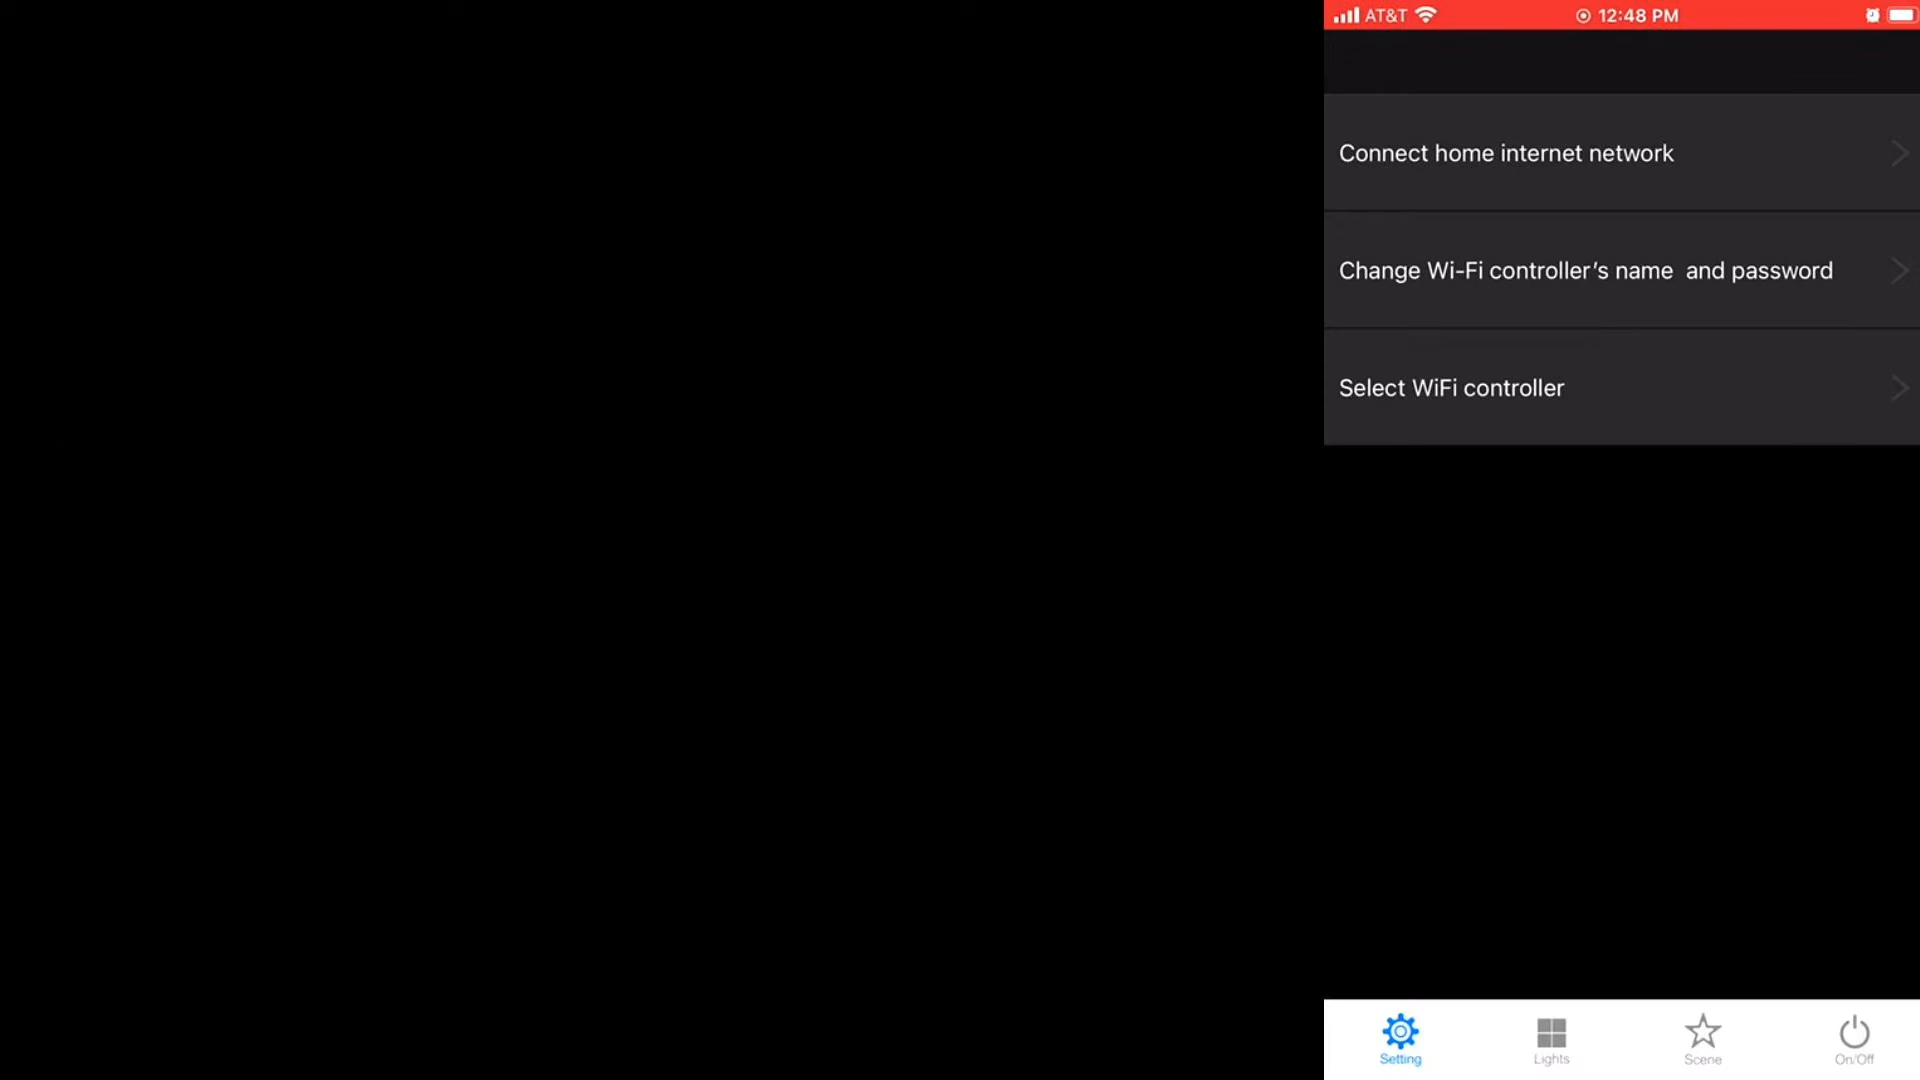 AT&T 12:48 PM
Connect home internet network
Change Wi-Fi controller’s name  and password
Select WiFi controller
Setting Lights Scene On/Off